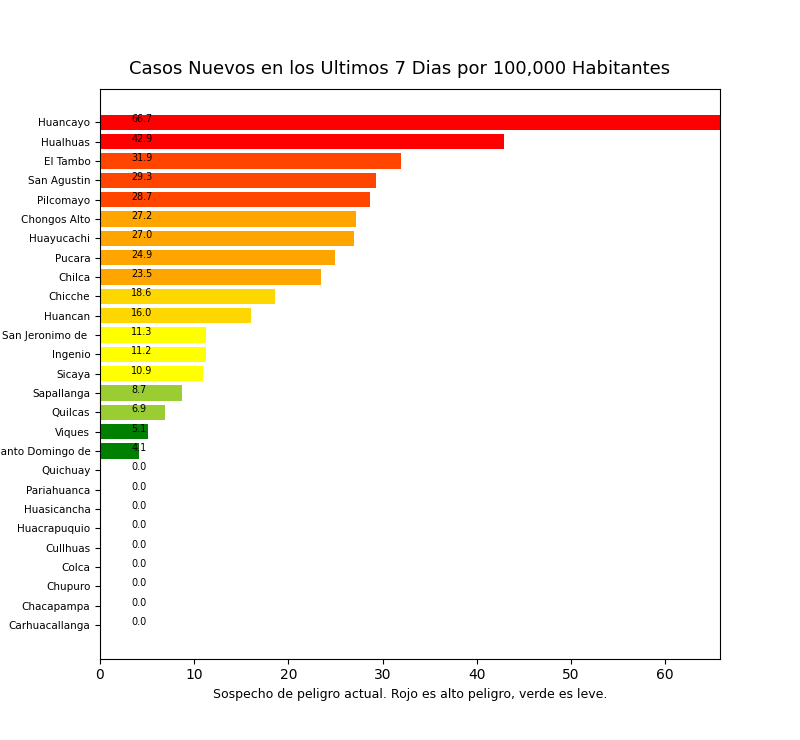 Casos Nuevos en los Ultimos 7 Dias por 100,000 Habitantes
Huancayo 66.7
Hualhuas 42.9
El Tambo 31.9
San Agustin 29.3
Pilcomayo 28.7
Chongos Alto 27.2
Huayucachi 27.0
Pucara 24.9
Chilca 23.5
Chicche 18.6
Huancan 16.0
San Jeronimo de 11.3
Ingenio 11.2
Sicaya 10.9
Sapallanga 8.7
Quilcas 6.9
Viques 5.1
anto Domingo de 4.1
Quichuay 0.0
Pariahuanca 0.0
Huasicancha 0.0
Huacrapuquio 0.0
Cullhuas 0.0
Colca 0.0
Chupuro 0.0
Chacapampa 0.0
Carhuacallanga 0.0
0 10 20 30 40 50 60
Sospecho de peligro actual. Rojo es alto peligro, verde es leve.